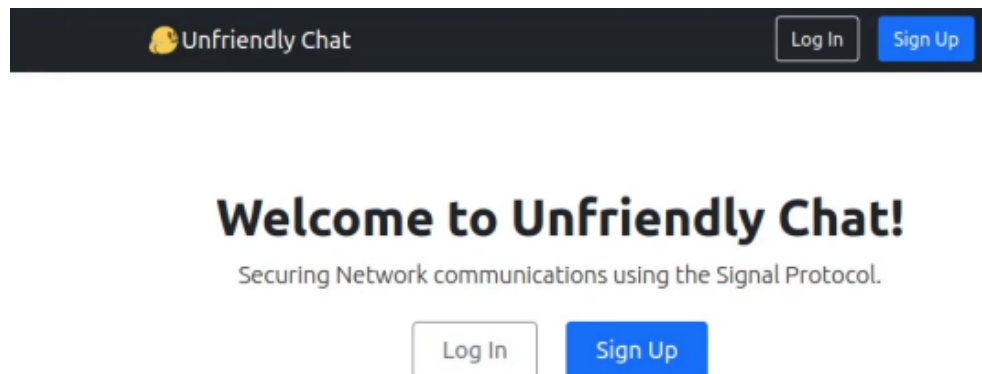 Unfriendly Chat Log In Sign Up
Welcome to Unfriendly Chat!
Securing Network communications using the Signal Protocol.
Log In Sign Up